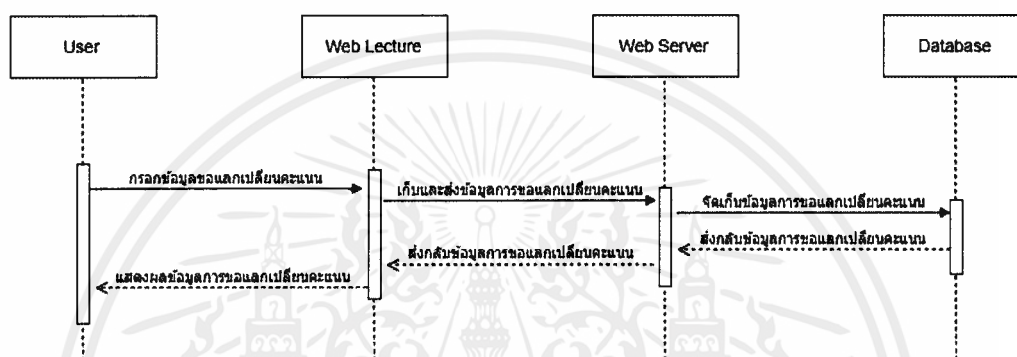 User
Web Lecture
Web Server
Database
กรอกข้อมูลขอแลกเปลี่ยนคะแนน
เก็บและส่งข้อมูลการขอแลกเปลี่ยนคะแนน
จัดเก็บข้อมูลการขอแลกเปลี่ยนคะแนน
ส่งกลับข้อมูลการขอแลกเปลี่ยนคะแนน
ส่งกลับข้อมูลการขอแลกเปลี่ยนคะแนน
แสดงผลข้อมูลการขอแลกเปลี่ยนคะแนน